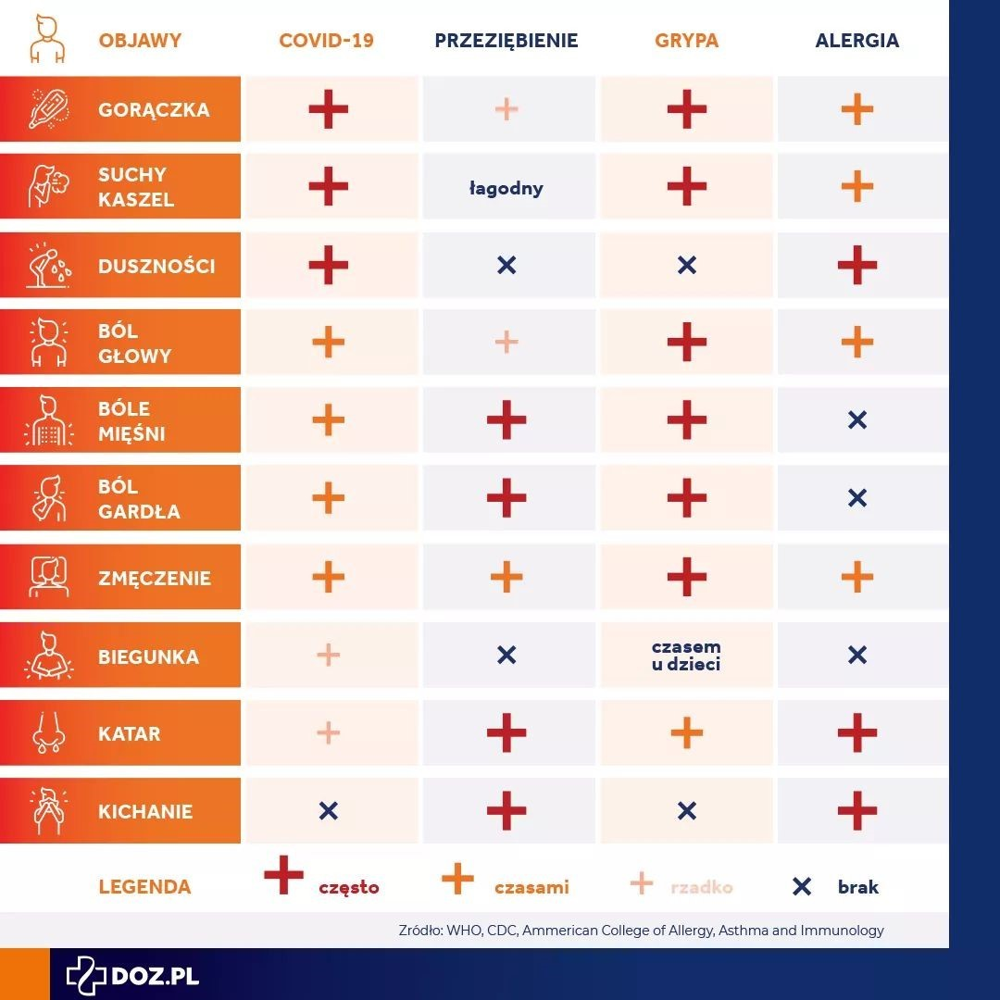 OBJAWY COVID-19 PRZEZIĘBIENIE GRYPA ALERGIA
GORĄCZKA
SUCHY
KASZEL
łagodny
DUSZNOŚCI
BÓL
GŁOWY
BÓLE
MIĘŚNI
BÓL
GARDŁA
ZMĘCZENIE
BIEGUNKA
czasem
u dzieci
KATAR
KICHANIE
LEGENDA często czasami rzadko brak
Źródło: WHO, CDC, Ammerican College of Allergy, Asthma and Immunology
DOZ.PL